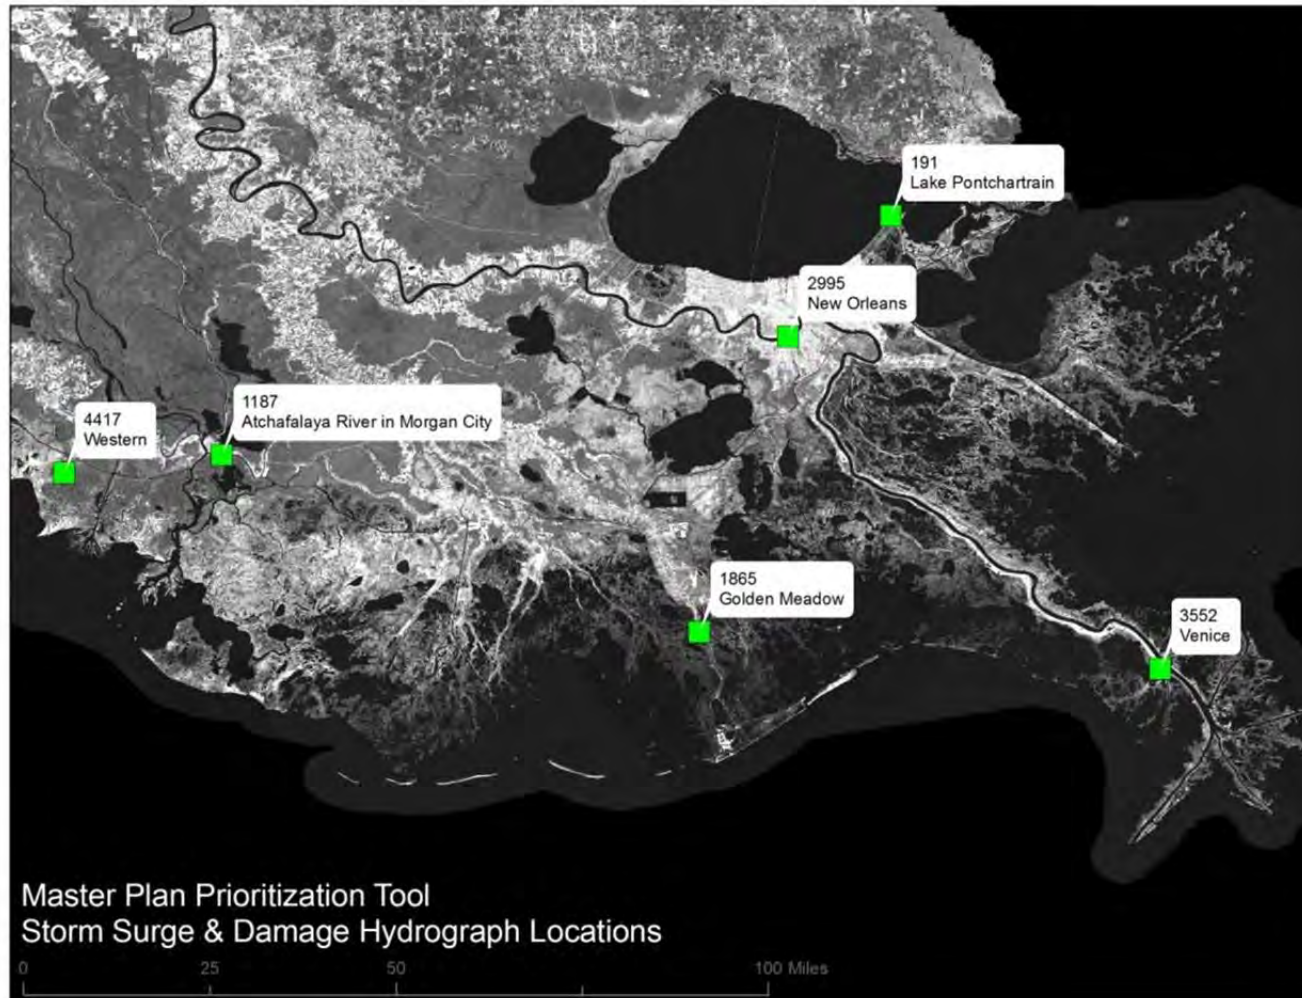 191
Lake Pontchartrain
2995
New Orleans
1187
Atchafalaya River in Morgan City
4417
Western
1865
Golden Meadow
3552
Venice
Master Plan Prioritization Tool
Storm Surge & Damage Hydrograph Locations
0 25 50 100 Miles